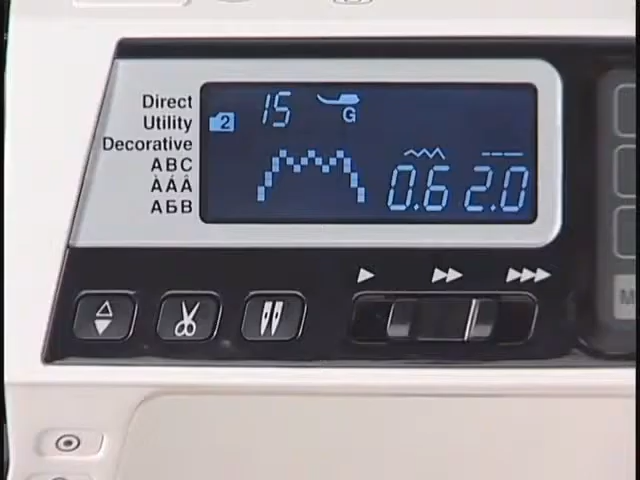 Direct
Utility
Decorative
ABC
ÀÁÂ
АБВ
2
15
G
0.6 2.0
M